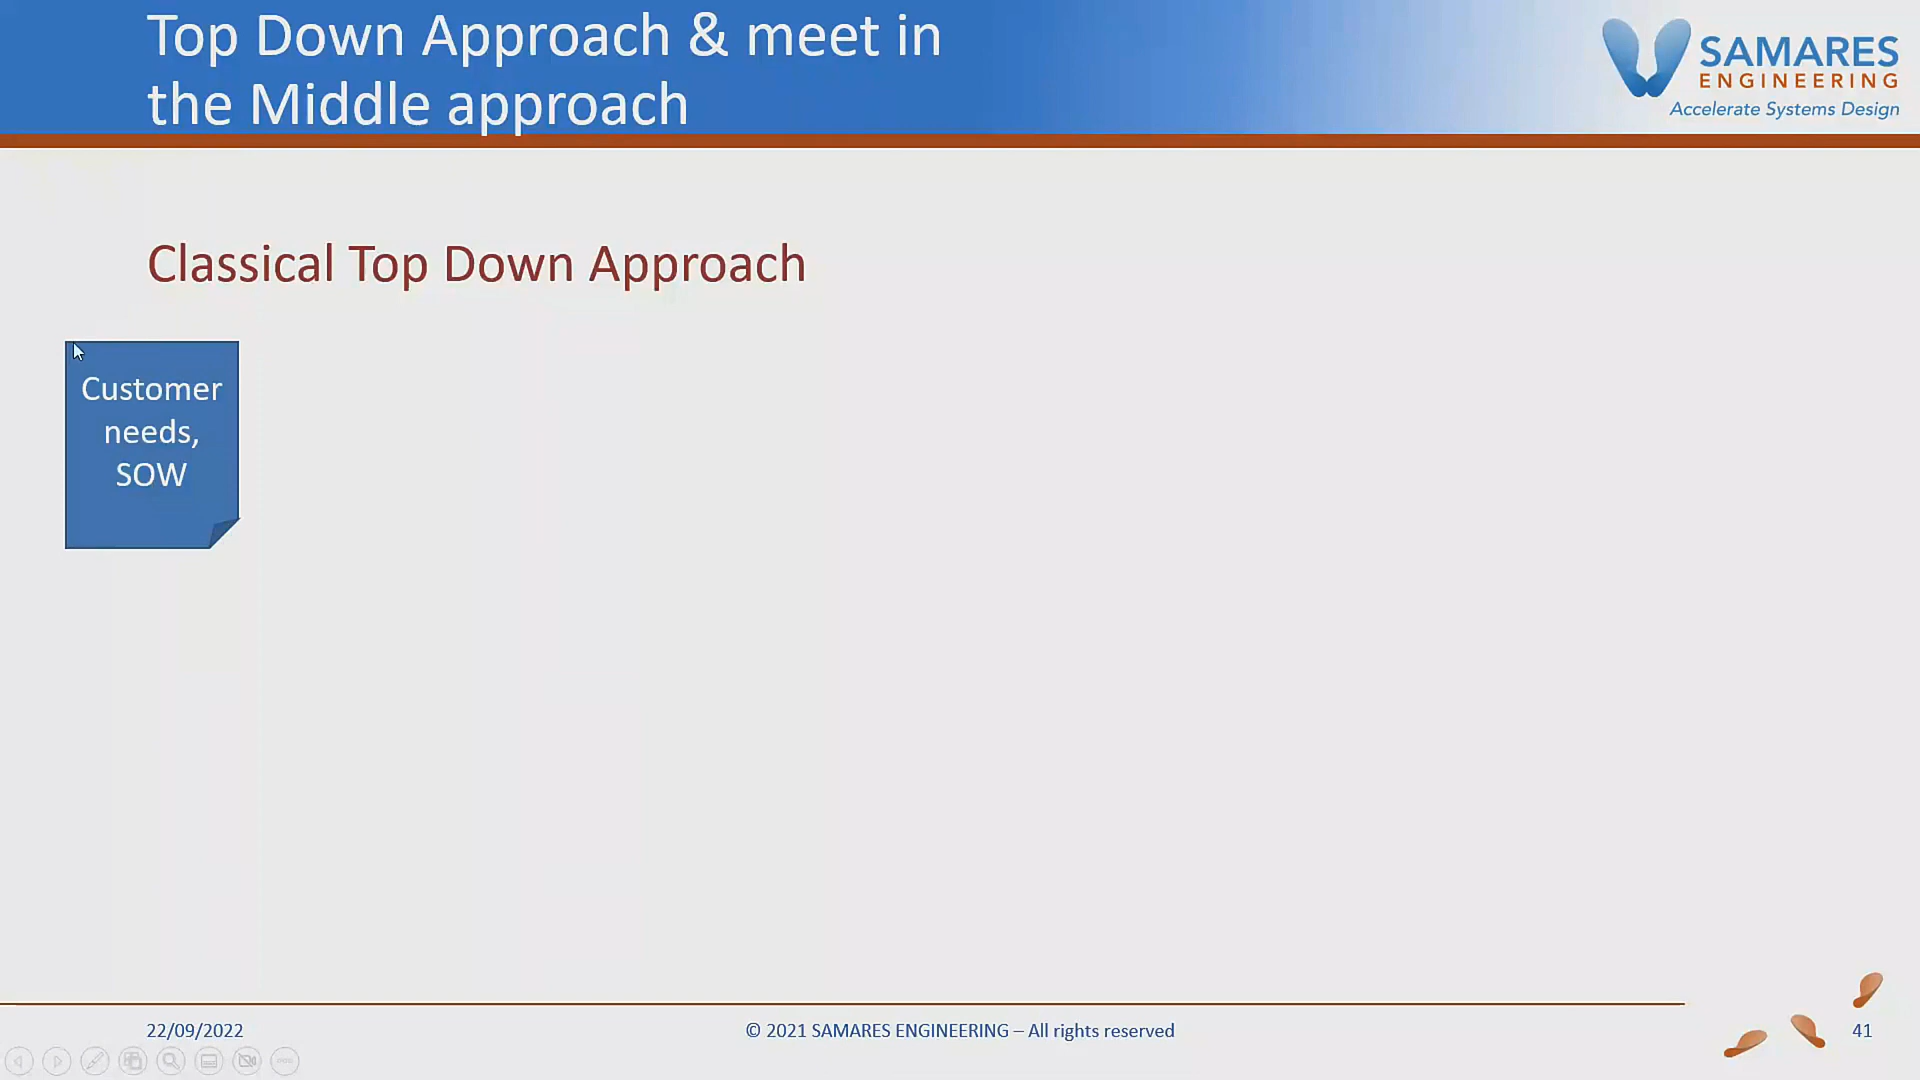 Top Down Approach & meet in
the Middle approach
SAMARES
ENGINEERING
Accelerate Systems Design
Classical Top Down Approach
Customer
needs,
SOW
22/09/2022
© 2021 SAMARES ENGINEERING – All rights reserved
41